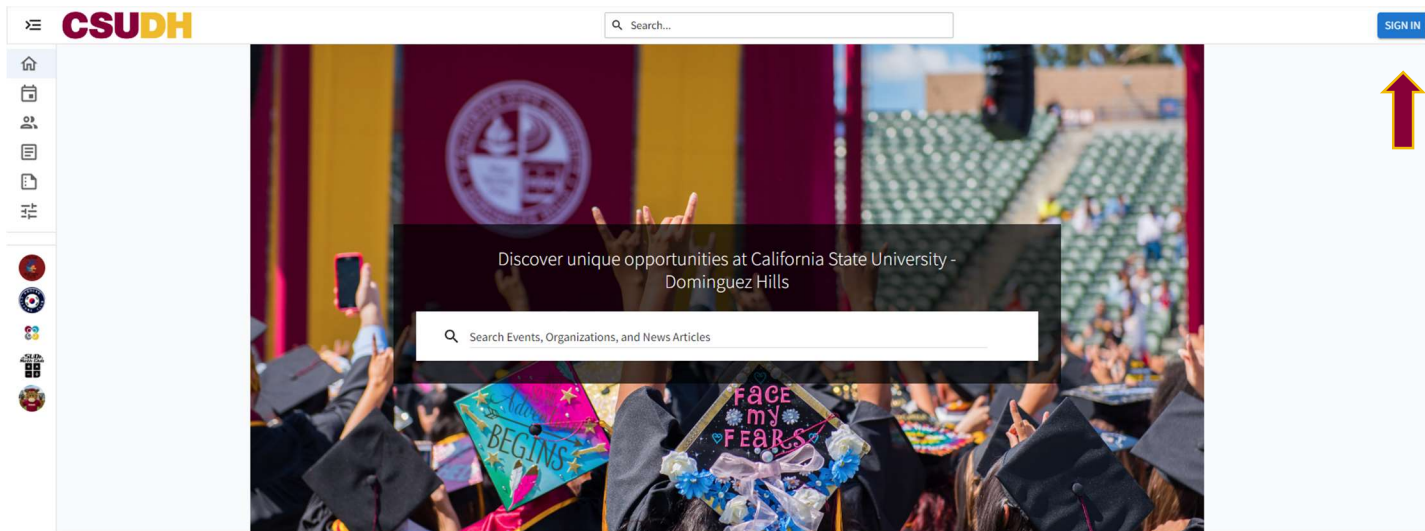 CSUDH
Search...
SIGN IN
Discover unique opportunities at California State University -
Dominguez Hills
Search Events, Organizations, and News Articles
BEGINS
FACE
my
FEARS